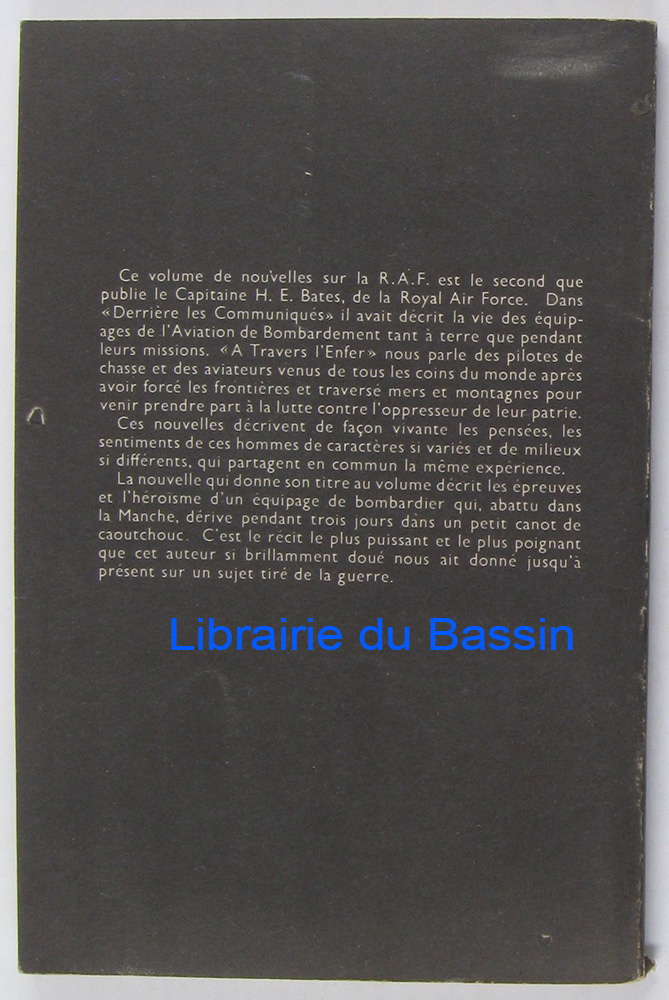 Ce volume de nouvelles sur la R.A.F. est le second que
publie le Capitaine H. E. Bates, de la Royal Air Force. Dans
«Derrière les Communiqués» il avait décrit la vie des équip-
ages de l'Aviation de Bombardement tant à terre que pendant
leurs missions. «A Travers l'Enfer» nous parle des pilotes de
chasse et des aviateurs venus de tous les coins du monde après
avoir forcé les frontières et traversé mers et montagnes pour
venir prendre part à la lutte contre l'oppresseur de leur patrie.
Ces nouvelles décrivent de façon vivante les pensées, les
sentiments de ces hommes de caractères si variés et de milieux
si différents, qui partagent en commun la même expérience.
La nouvelle qui donne son titre au volume décrit les épreuves
et l'héroïsme d'un équipage de bombardier qui, abattu dans
la Manche, dérive pendant trois jours dans un petit canot de
caoutchouc. C'est le récit le plus puissant et le plus poignant
que cet auteur si brillamment doué nous ait donné jusqu'à
présent sur un sujet tiré de la guerre.
Librairie du Bassin